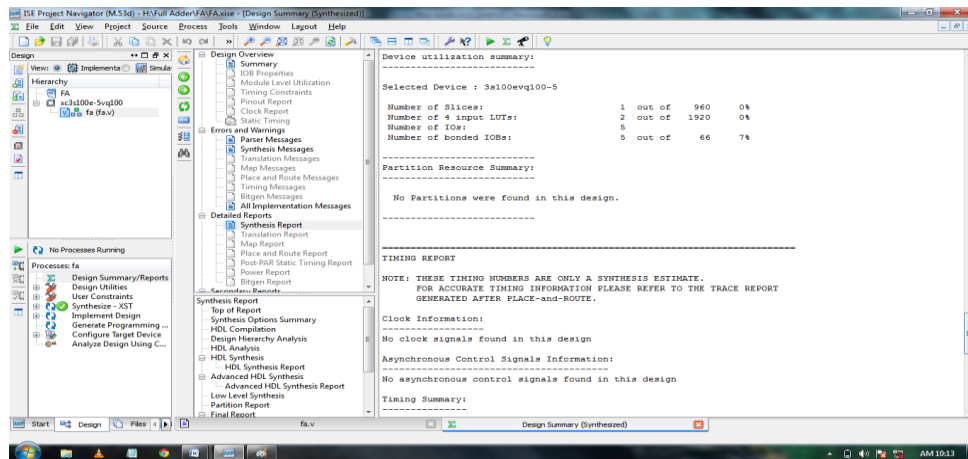 ISE Project Navigator (M.53d) - H:\Full Adder\FA\FA.xise - [Design Summary (Synthesized)]
File Edit View Project Source Process Tools Window Layout Help
Design
View: Implementa Simula
Hierarchy
FA
xc3s100e-5vq100
fa (fa.v)
No Processes Running
Processes: fa
Design Summary/Reports
Design Utilities
User Constraints
Synthesize - XST
Implement Design
Generate Programming ...
Configure Target Device
Analyze Design Using C...
Start Design Files
Design Overview
Summary
IOB Properties
Module Level Utilization
Timing Constraints
Pinout Report
Clock Report
Static Timing
Errors and Warnings
Parser Messages
Synthesis Messages
Translation Messages
Map Messages
Place and Route Messages
Timing Messages
Bitgen Messages
All Implementation Messages
Detailed Reports
Synthesis Report
Translation Report
Map Report
Place and Route Report
Post-PAR Static Timing Report
Power Report
Bitgen Report
Secondary Reports
Synthesis Report
Top of Report
Synthesis Options Summary
HDL Compilation
Design Hierarchy Analysis
HDL Analysis
HDL Synthesis
HDL Synthesis Report
Advanced HDL Synthesis
Advanced HDL Synthesis Report
Low Level Synthesis
Partition Report
Final Report
Device utilization summary:
---------------------------
Selected Device : 3s100evq100-5
Number of Slices: 1 out of 960 0%
Number of 4 input LUTs: 2 out of 1920 0%
Number of IOs: 5
Number of bonded IOBs: 5 out of 66 7%
---------------------------
Partition Resource Summary:
---------------------------
No Partitions were found in this design.
---------------------------
=========================================================================
TIMING REPORT
NOTE: THESE TIMING NUMBERS ARE ONLY A SYNTHESIS ESTIMATE.
FOR ACCURATE TIMING INFORMATION PLEASE REFER TO THE TRACE REPORT
GENERATED AFTER PLACE-and-ROUTE.
Clock Information:
------------------
No clock signals found in this design
Asynchronous Control Signals Information:
----------------------------------------
No asynchronous control signals found in this design
Timing Summary:
---------------
fa.v
Design Summary (Synthesized)
AM 10:13